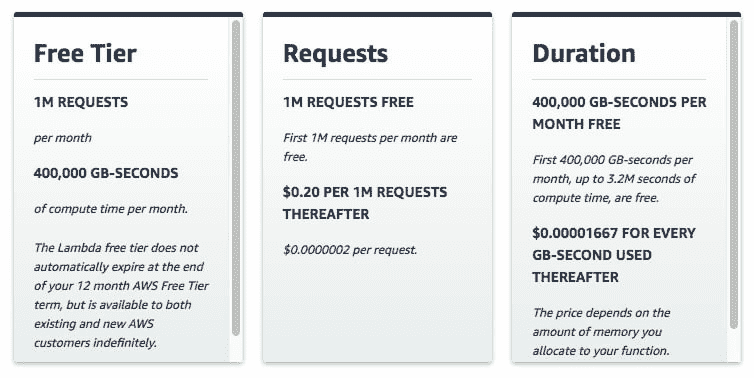 Free Tier
1M REQUESTS
per month
400,000 GB-SECONDS
of compute time per month.
The Lambda free tier does not
automatically expire at the end
of your 12 month AWS Free Tier
term, but is available to both
existing and new AWS
customers indefinitely.
Requests
1M REQUESTS FREE
First 1M requests per month are
free.
$0.20 PER 1M REQUESTS
THEREAFTER
$0.0000002 per request.
Duration
400,000 GB-SECONDS PER
MONTH FREE
First 400,000 GB-seconds per
month, up to 3.2M seconds of
compute time, are free.
$0.00001667 FOR EVERY
GB-SECOND USED
THEREAFTER
The price depends on the
amount of memory you
allocate to your function.